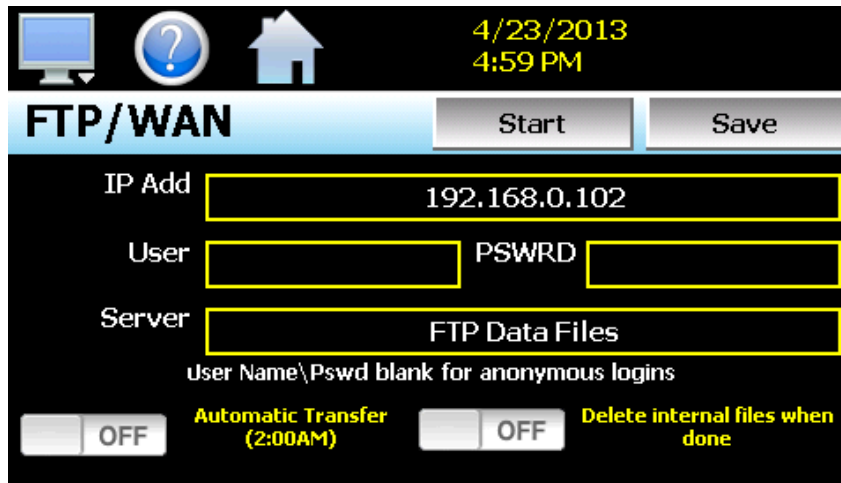 ?
4/23/2013
4:59 PM
FTP/WAN
Start
Save
IP Add
192.168.0.102
User
PSWRD
Server
FTP Data Files
User Name\Pswd blank for anonymous logins
OFF
Automatic Transfer
(2:00AM)
OFF
Delete internal files when
done